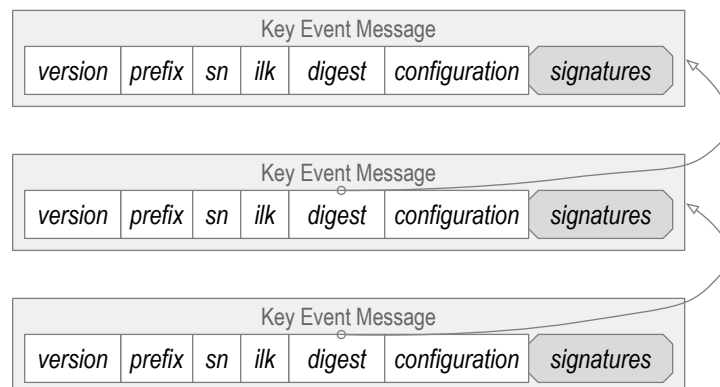 Key Event Message
version prefix sn ilk digest configuration signatures
Key Event Message
version prefix sn ilk digest configuration signatures
Key Event Message
version prefix sn ilk digest configuration signatures